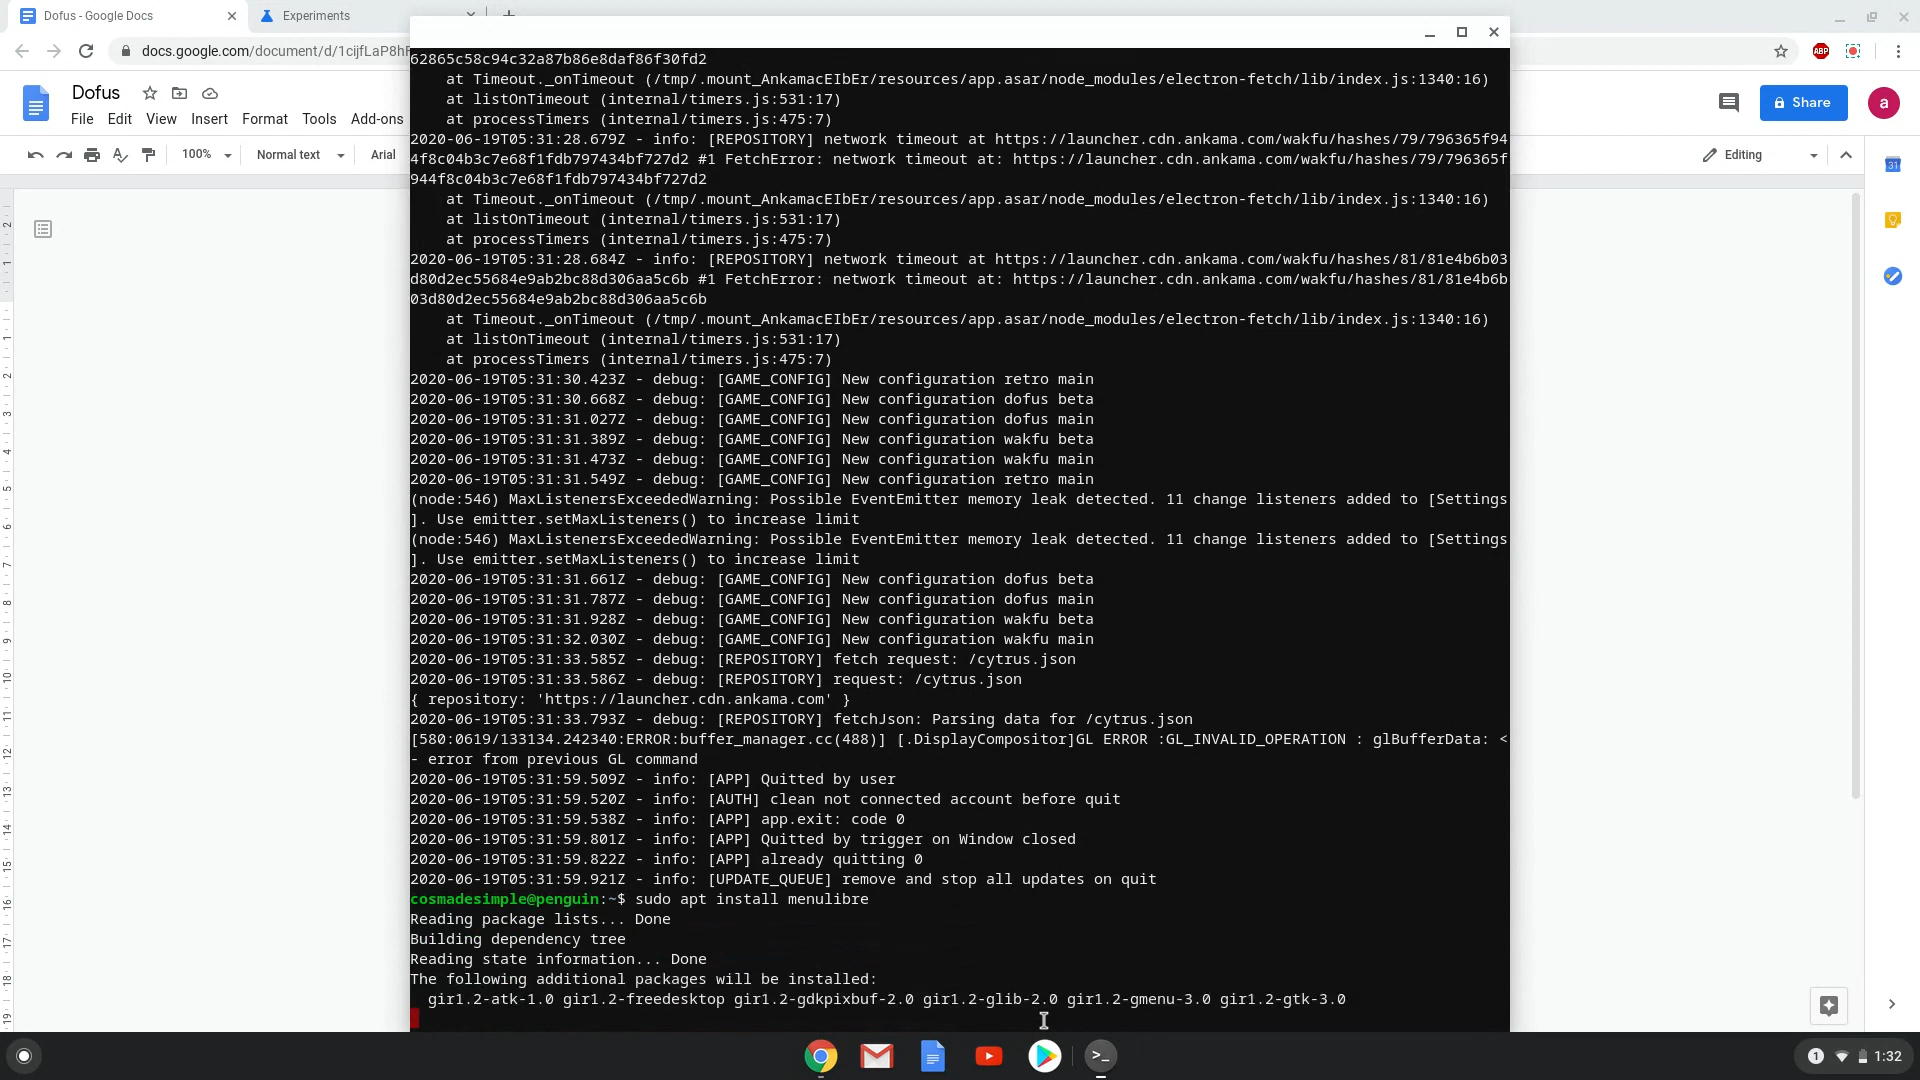 Dofus - Google Docs
Experiments
docs.google.com/document/d/1cijfLaP8hF
ABP
Dofus
File Edit View Insert Format Tools Add-ons
Share
a
100% Normal text Arial
Editing
31
62865c58c94c32a87b86e8daf86f30fd2
at Timeout._onTimeout (/tmp/.mount_AnkamacEIbEr/resources/app.asar/node_modules/electron-fetch/lib/index.js:1340:16)
at listOnTimeout (internal/timers.js:531:17)
at processTimers (internal/timers.js:475:7)
2020-06-19T05:31:28.679Z - info: [REPOSITORY] network timeout at https://launcher.cdn.ankama.com/wakfu/hashes/79/796365f94
4f8c04b3c7e68f1fdb797434bf727d2 #1 FetchError: network timeout at: https://launcher.cdn.ankama.com/wakfu/hashes/79/796365f
944f8c04b3c7e68f1fdb797434bf727d2
at Timeout._onTimeout (/tmp/.mount_AnkamacEIbEr/resources/app.asar/node_modules/electron-fetch/lib/index.js:1340:16)
at listOnTimeout (internal/timers.js:531:17)
at processTimers (internal/timers.js:475:7)
2020-06-19T05:31:28.684Z - info: [REPOSITORY] network timeout at https://launcher.cdn.ankama.com/wakfu/hashes/81/81e4b6b03
d80d2ec55684e9ab2bc88d306aa5c6b #1 FetchError: network timeout at: https://launcher.cdn.ankama.com/wakfu/hashes/81/81e4b6b
03d80d2ec55684e9ab2bc88d306aa5c6b
at Timeout._onTimeout (/tmp/.mount_AnkamacEIbEr/resources/app.asar/node_modules/electron-fetch/lib/index.js:1340:16)
at listOnTimeout (internal/timers.js:531:17)
at processTimers (internal/timers.js:475:7)
2020-06-19T05:31:30.423Z - debug: [GAME_CONFIG] New configuration retro main
2020-06-19T05:31:30.668Z - debug: [GAME_CONFIG] New configuration dofus beta
2020-06-19T05:31:31.027Z - debug: [GAME_CONFIG] New configuration dofus main
2020-06-19T05:31:31.389Z - debug: [GAME_CONFIG] New configuration wakfu beta
2020-06-19T05:31:31.473Z - debug: [GAME_CONFIG] New configuration wakfu main
2020-06-19T05:31:31.549Z - debug: [GAME_CONFIG] New configuration retro main
(node:546) MaxListenersExceededWarning: Possible EventEmitter memory leak detected. 11 change listeners added to [Settings
]. Use emitter.setMaxListeners() to increase limit
(node:546) MaxListenersExceededWarning: Possible EventEmitter memory leak detected. 11 change listeners added to [Settings
]. Use emitter.setMaxListeners() to increase limit
2020-06-19T05:31:31.661Z - debug: [GAME_CONFIG] New configuration dofus beta
2020-06-19T05:31:31.787Z - debug: [GAME_CONFIG] New configuration dofus main
2020-06-19T05:31:31.928Z - debug: [GAME_CONFIG] New configuration wakfu beta
2020-06-19T05:31:32.030Z - debug: [GAME_CONFIG] New configuration wakfu main
2020-06-19T05:31:33.585Z - debug: [REPOSITORY] fetch request: /cytrus.json
2020-06-19T05:31:33.586Z - debug: [REPOSITORY] request: /cytrus.json
{ repository: 'https://launcher.cdn.ankama.com' }
2020-06-19T05:31:33.793Z - debug: [REPOSITORY] fetchJson: Parsing data for /cytrus.json
[580:0619/133134.242340:ERROR:buffer_manager.cc(488)] [.DisplayCompositor]GL ERROR :GL_INVALID_OPERATION : glBufferData: <
- error from previous GL command
2020-06-19T05:31:59.509Z - info: [APP] Quitted by user
2020-06-19T05:31:59.520Z - info: [AUTH] clean not connected account before quit
2020-06-19T05:31:59.538Z - info: [APP] app.exit: code 0
2020-06-19T05:31:59.801Z - info: [APP] Quitted by trigger on Window closed
2020-06-19T05:31:59.822Z - info: [APP] already quitting 0
2020-06-19T05:31:59.921Z - info: [UPDATE_QUEUE] remove and stop all updates on quit
cosmadesimple@penguin:~$ sudo apt install menulibre
Reading package lists... Done
Building dependency tree
Reading state information... Done
The following additional packages will be installed:
gir1.2-atk-1.0 gir1.2-freedesktop gir1.2-gdkpixbuf-2.0 gir1.2-glib-2.0 gir1.2-gmenu-3.0 gir1.2-gtk-3.0
2
1
1
2
3
4
5
6
7
8
9
10
11
12
13
14
15
16
17
18
19
>_
1 1:32